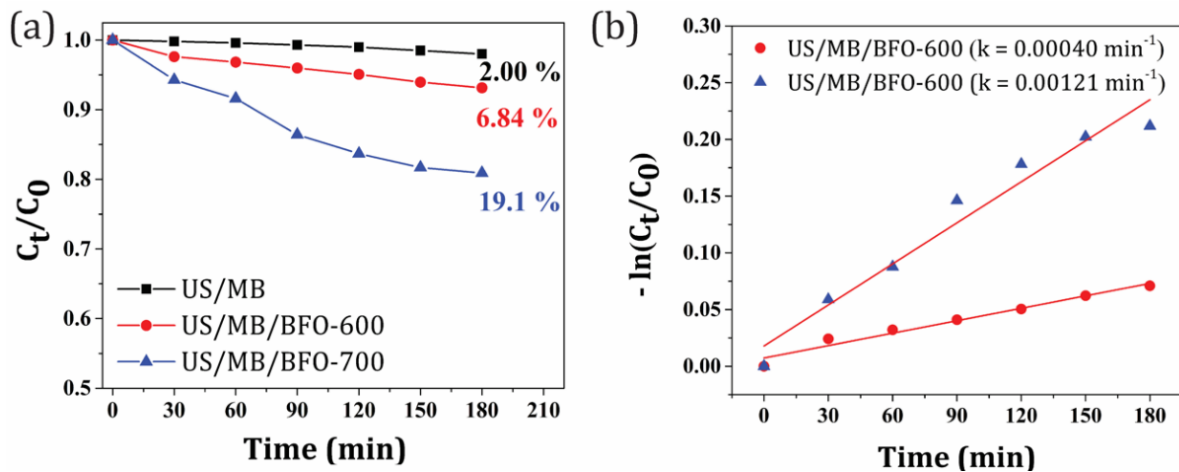 (a)
1.0
0.9
0.8
0.7
0.6
0.5
Ct/C0
2.00 %
6.84 %
19.1 %
US/MB
US/MB/BFO-600
US/MB/BFO-700
0 30 60 90 120 150 180 210
Time (min)
(b)
0.30
0.25
0.20
0.15
0.10
0.05
0.00
- ln(Ct/C0)
US/MB/BFO-600 (k = 0.00040 min⁻¹)
US/MB/BFO-600 (k = 0.00121 min⁻¹)
0 30 60 90 120 150 180
Time (min)